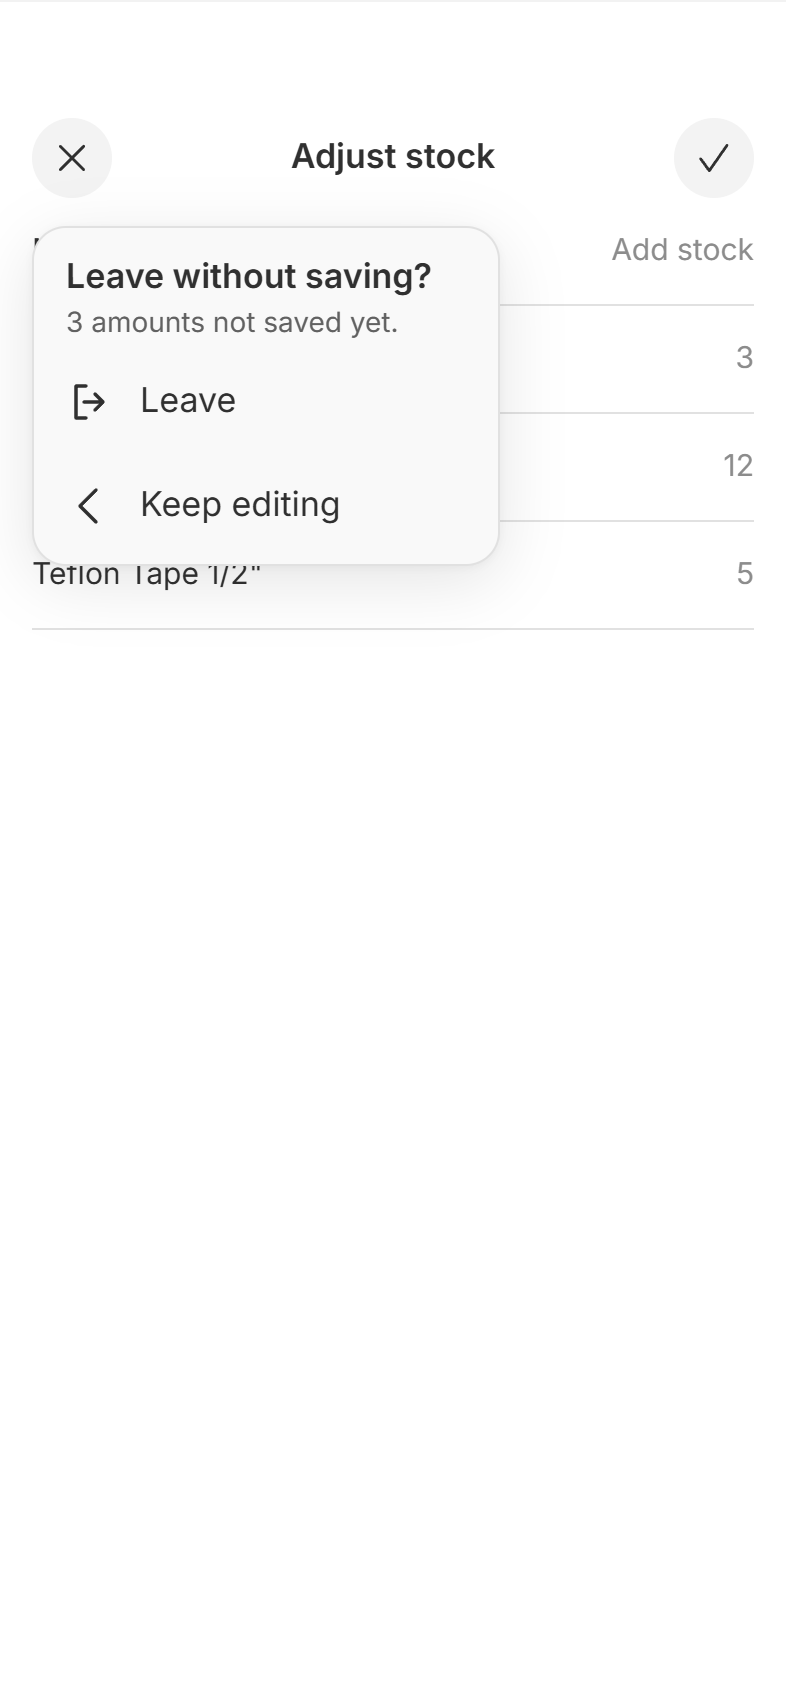 Adjust stock
Add stock
Leave without saving?
3 amounts not saved yet.
3
Leave
12
Keep editing
Teflon Tape 1/2"
5